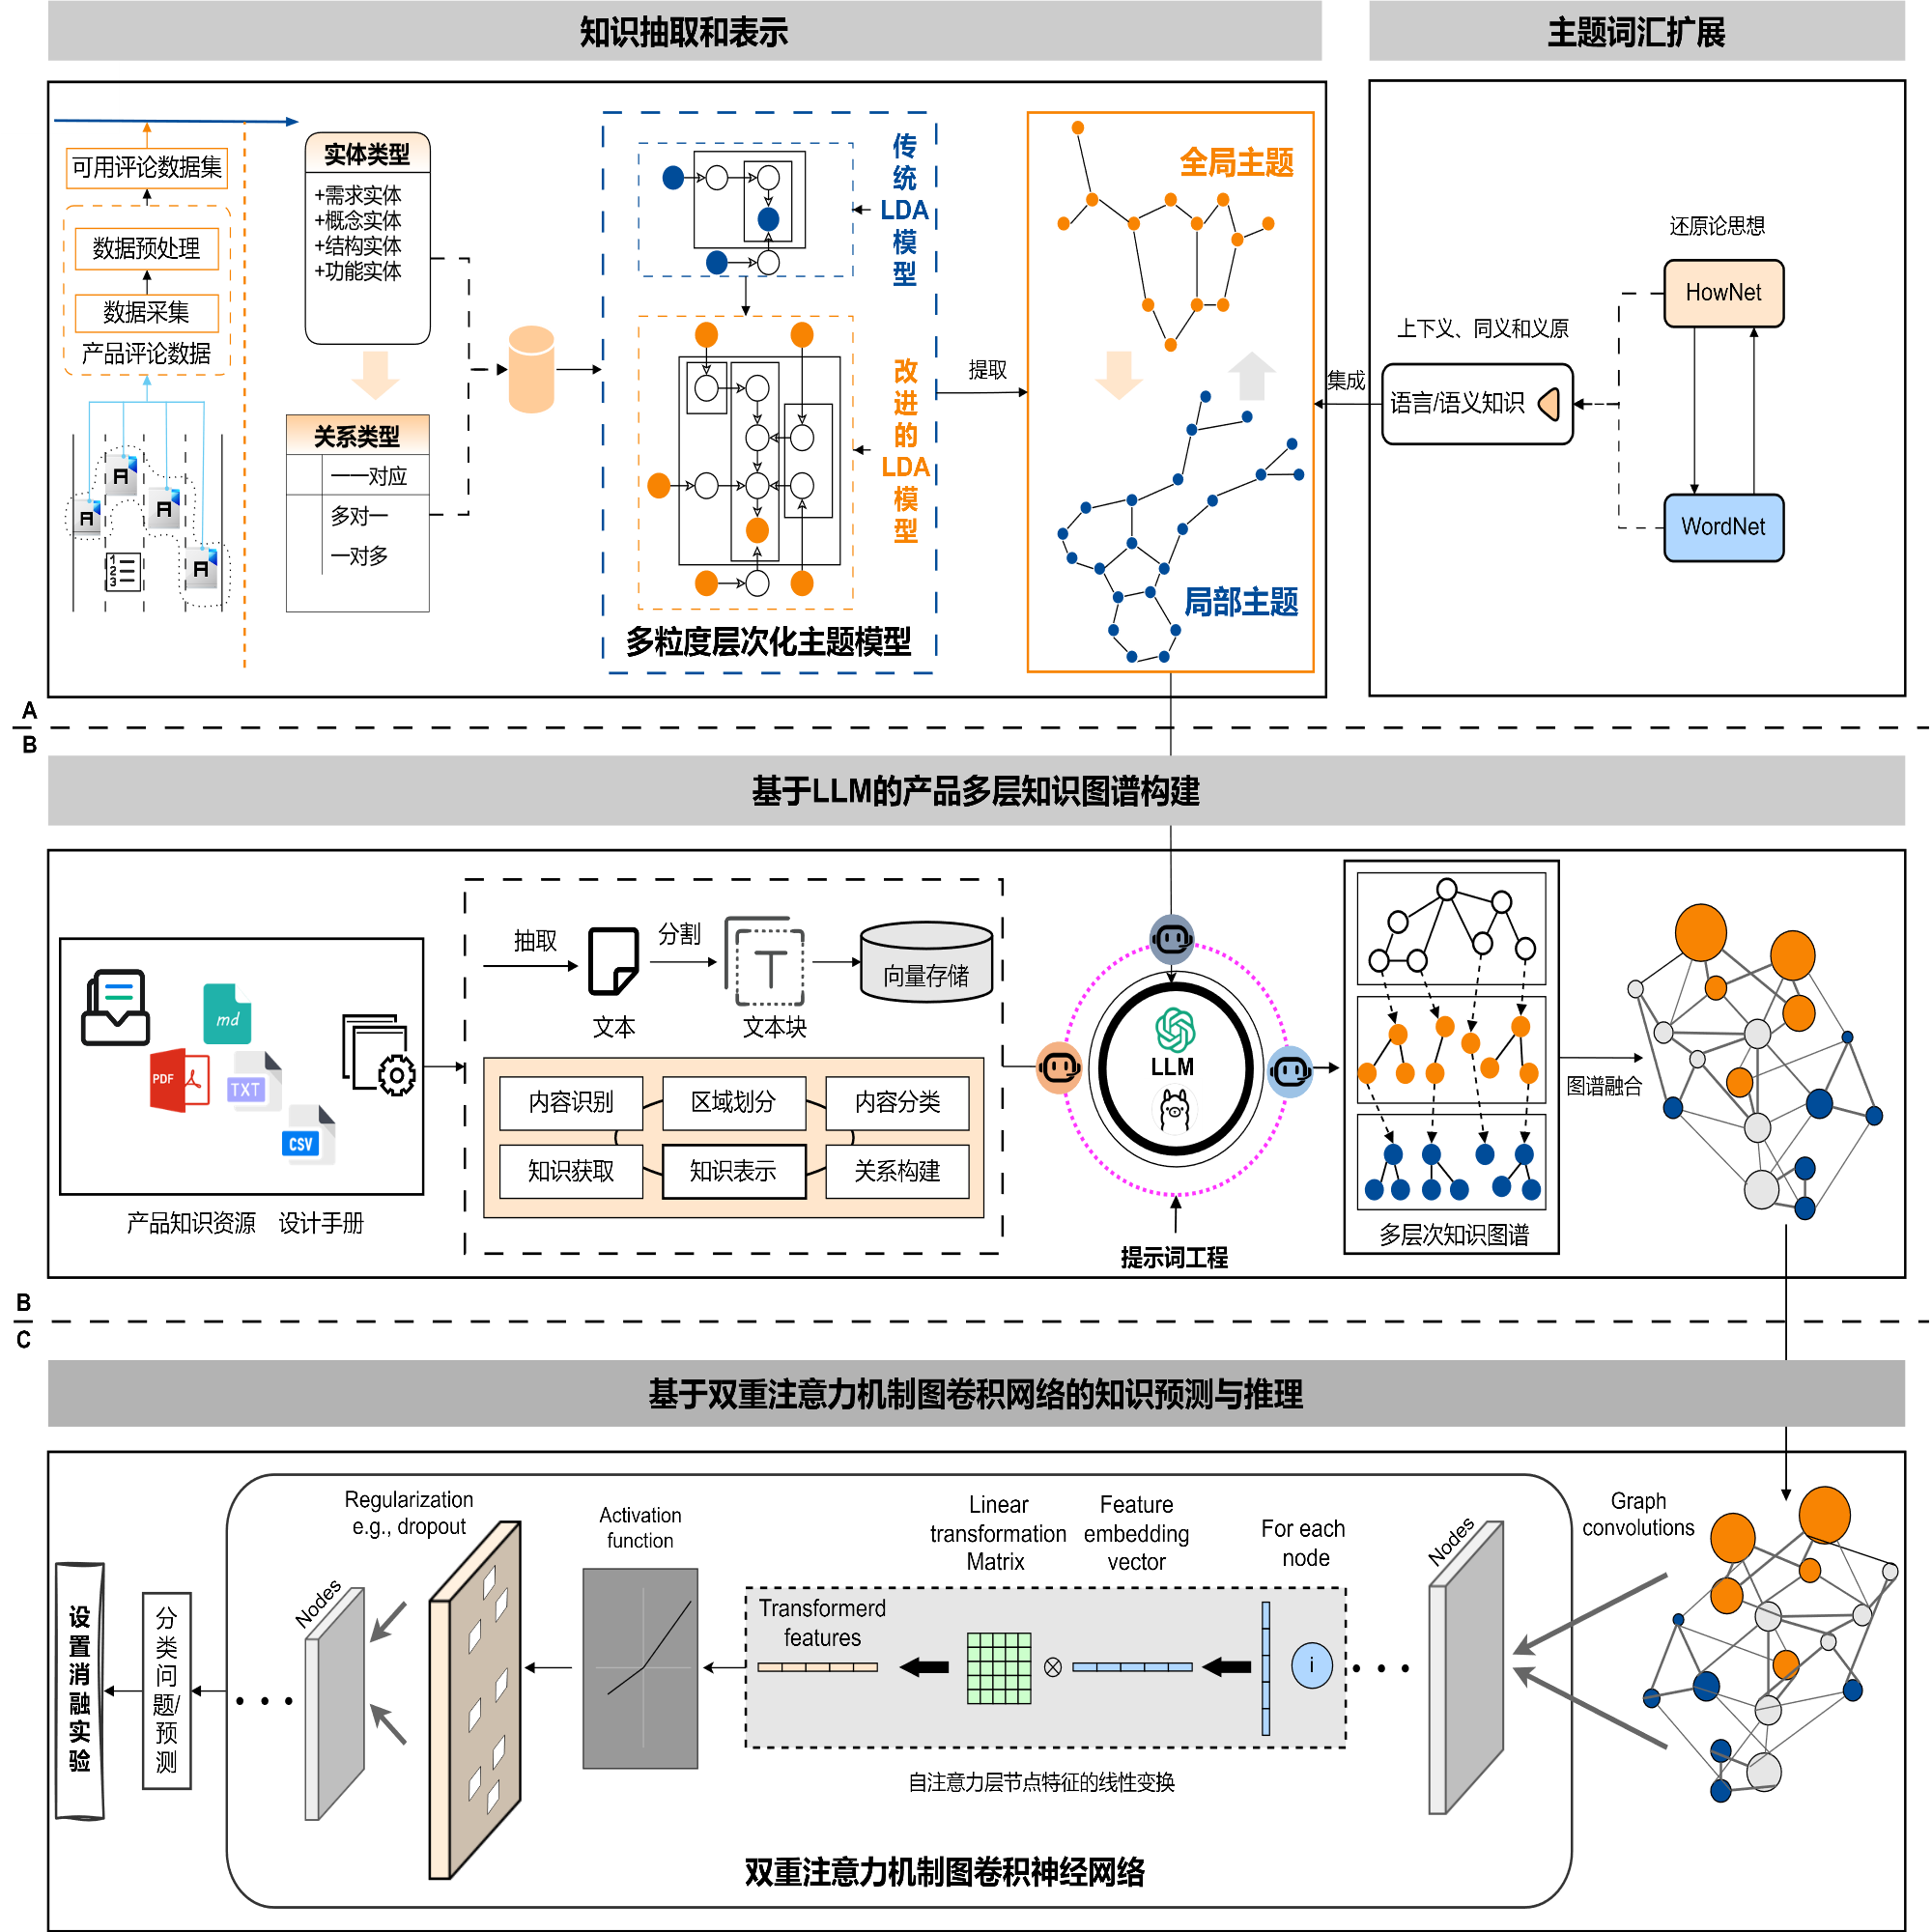 知识抽取和表示
主题词汇扩展
可用评论数据集
数据预处理
数据采集
产品评论数据
A
A
A
A
1
2
3
实体类型
+需求实体
+概念实体
+结构实体
+功能实体
关系类型
一一对应
多对一
一对多
传统LDA模型
改进的LDA模型
多粒度层次化主题模型
提取
全局主题
局部主题
集成
上下义、同义和义原
语言/语义知识
还原论思想
HowNet
WordNet
A
B
基于LLM的产品多层知识图谱构建
md
PDF
TXT
CSV
产品知识资源 设计手册
抽取
文本
分割
T
文本块
向量存储
内容识别
区域划分
内容分类
知识获取
知识表示
关系构建
LLM
提示词工程
多层次知识图谱
图谱融合
B
C
基于双重注意力机制图卷积网络的知识预测与推理
设置消融实验
分类问题/预测
Nodes
Regularization
e.g., dropout
Activation
function
Linear
transformation
Matrix
Feature
embedding
vector
For each
node
Transformerd
features
i
自注意力层节点特征的线性变换
Nodes
Graph
convolutions
双重注意力机制图卷积神经网络